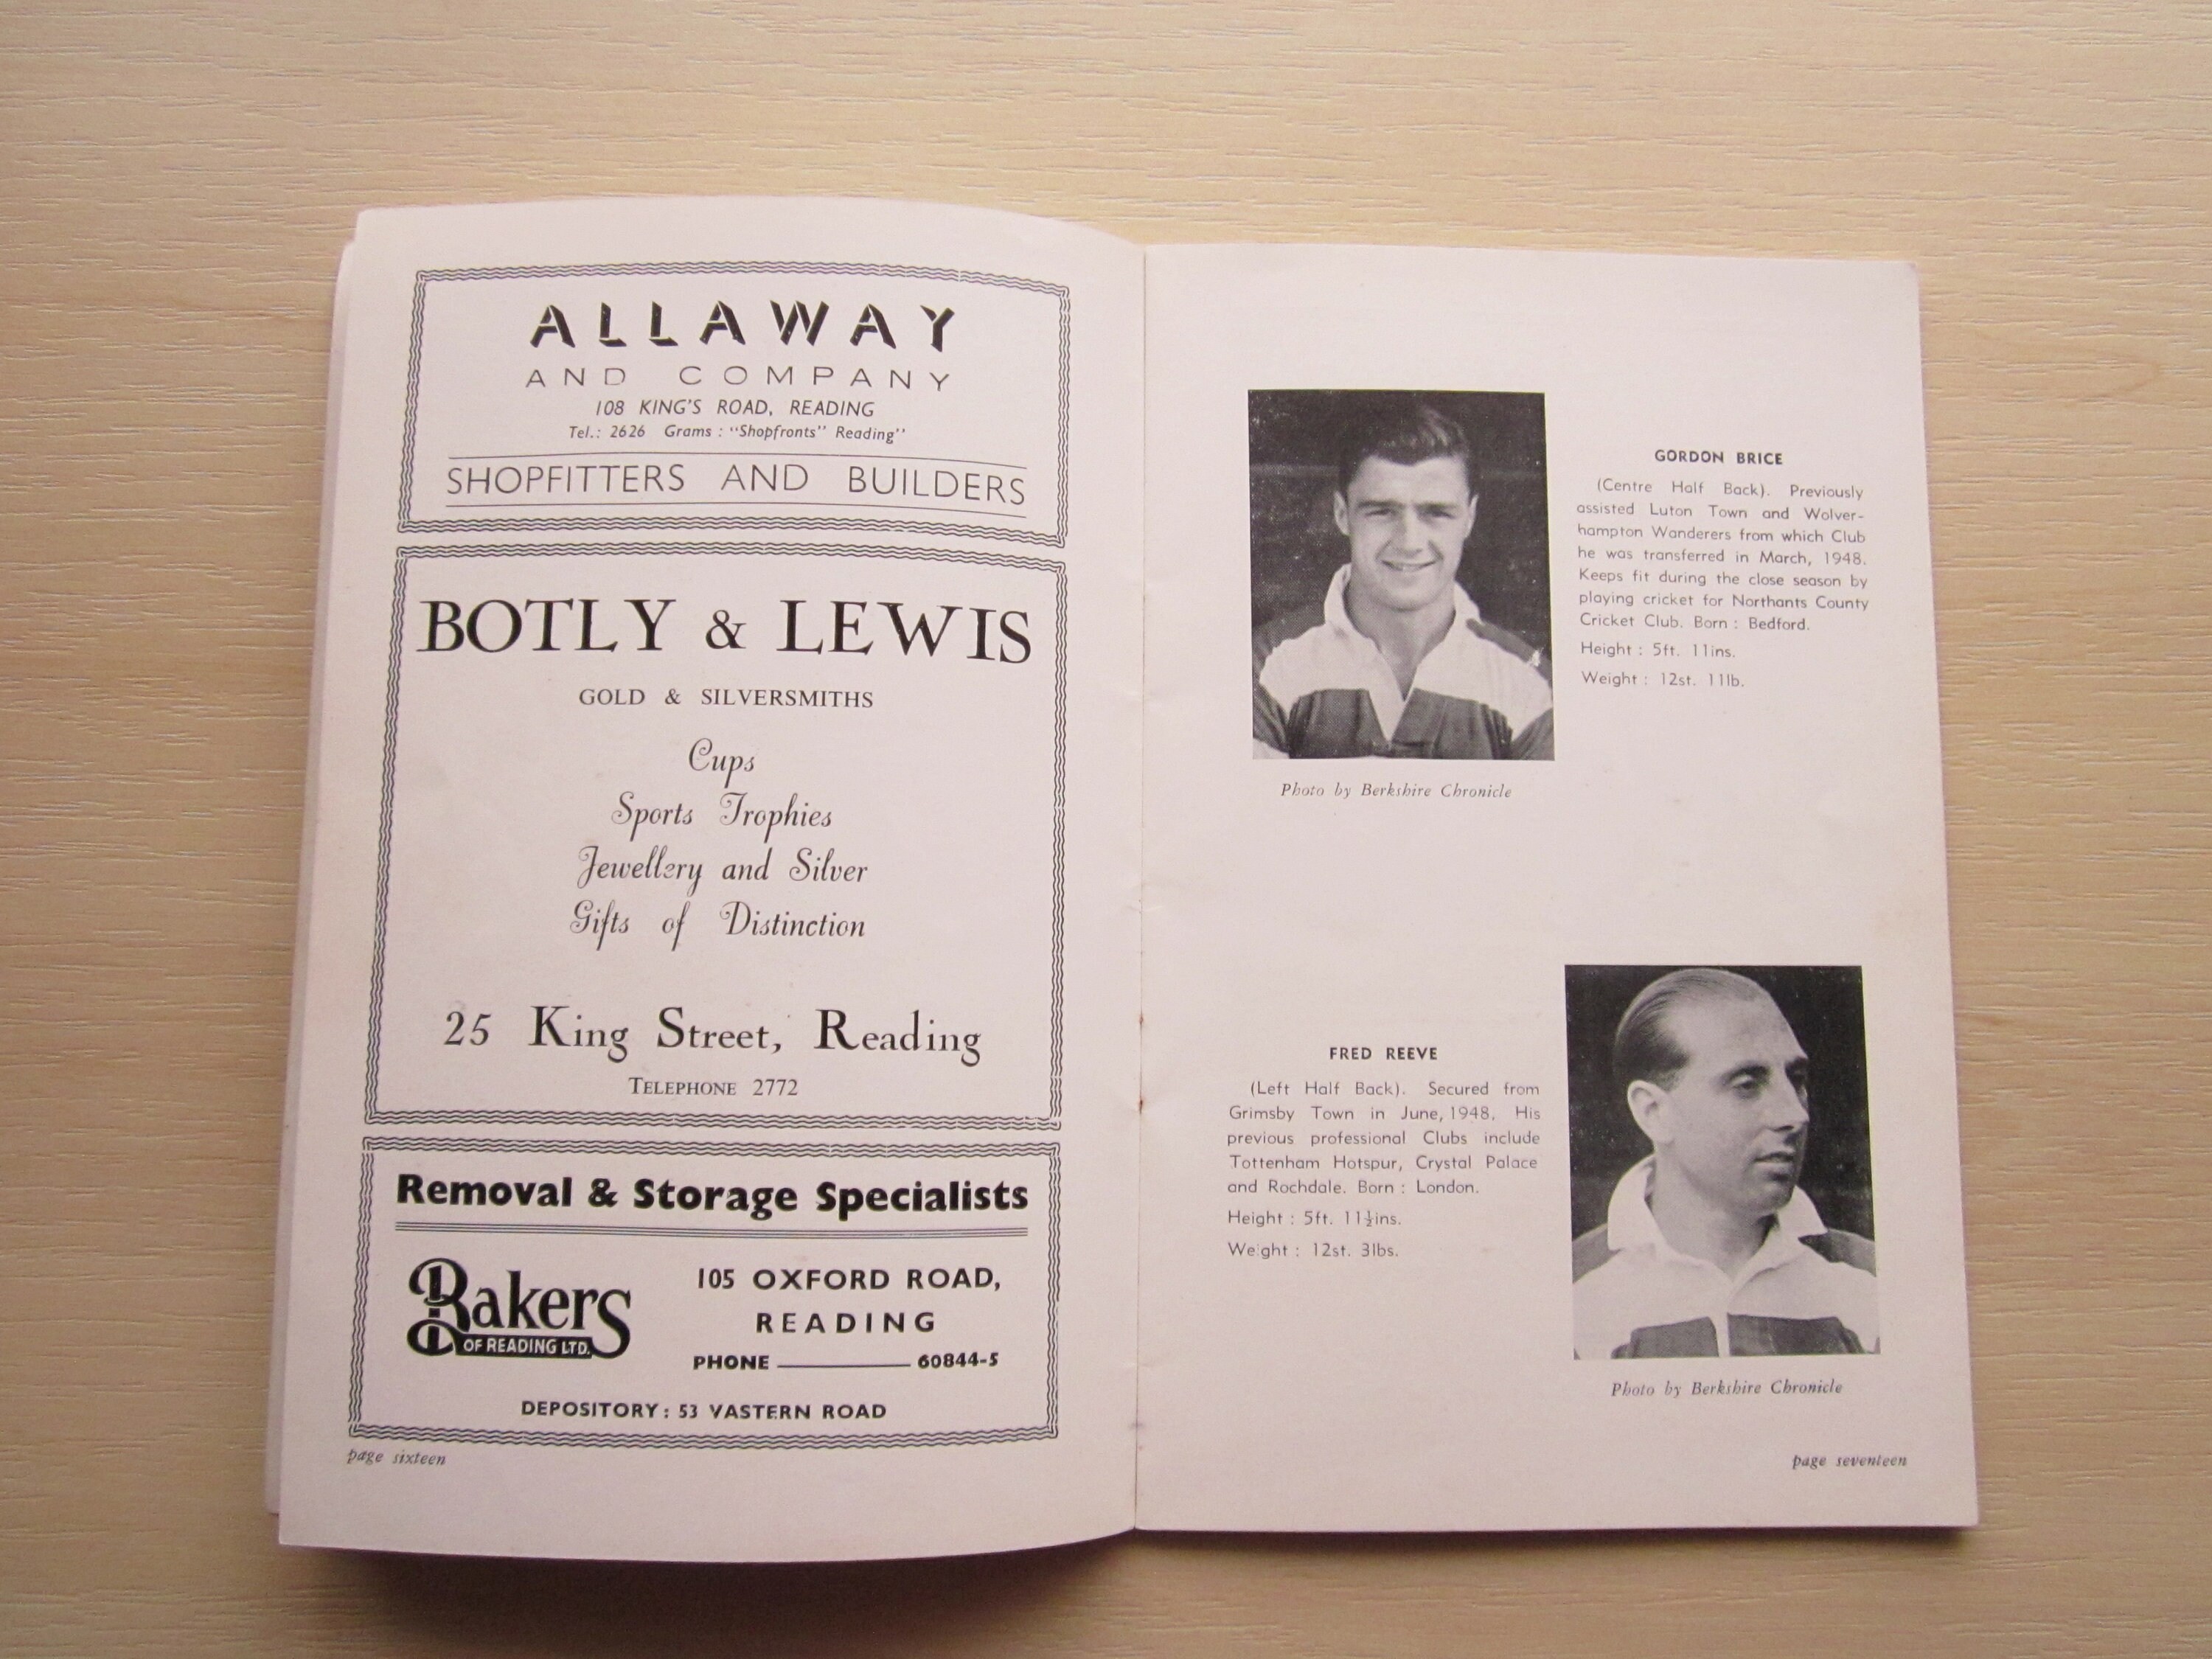 ALLAWAY
AND COMPANY
108 KING'S ROAD, READING
Tel.: 2626 Grams : "Shopfronts" Reading"
SHOPFITTERS AND BUILDERS
BOTLY & LEWIS
GOLD & SILVERSMITHS
Cups
Sports Trophies
Jewellery and Silver
Gifts of Distinction
25 King Street, Reading
TELEPHONE 2772
Removal & Storage Specialists
Bakers
OF READING LTD.
105 OXFORD ROAD,
READING
PHONE 60844-5
DEPOSITORY : 53 VASTERN ROAD
page sixteen
GORDON BRICE
(Centre Half Back). Previously
assisted Luton Town and Wolver-
hampton Wanderers from which Club
he was transferred in March, 1948.
Keeps fit during the close season by
playing cricket for Northants County
Cricket Club. Born : Bedford.
Height : 5ft. 11ins.
Weight : 12st. 11lb.
Photo by Berkshire Chronicle
FRED REEVE
(Left Half Back). Secured from
Grimsby Town in June, 1948. His
previous professional Clubs include
Tottenham Hotspur, Crystal Palace
and Rochdale. Born : London.
Height : 5ft. 11½ins.
Weight : 12st. 3lbs.
Photo by Berkshire Chronicle
page seventeen